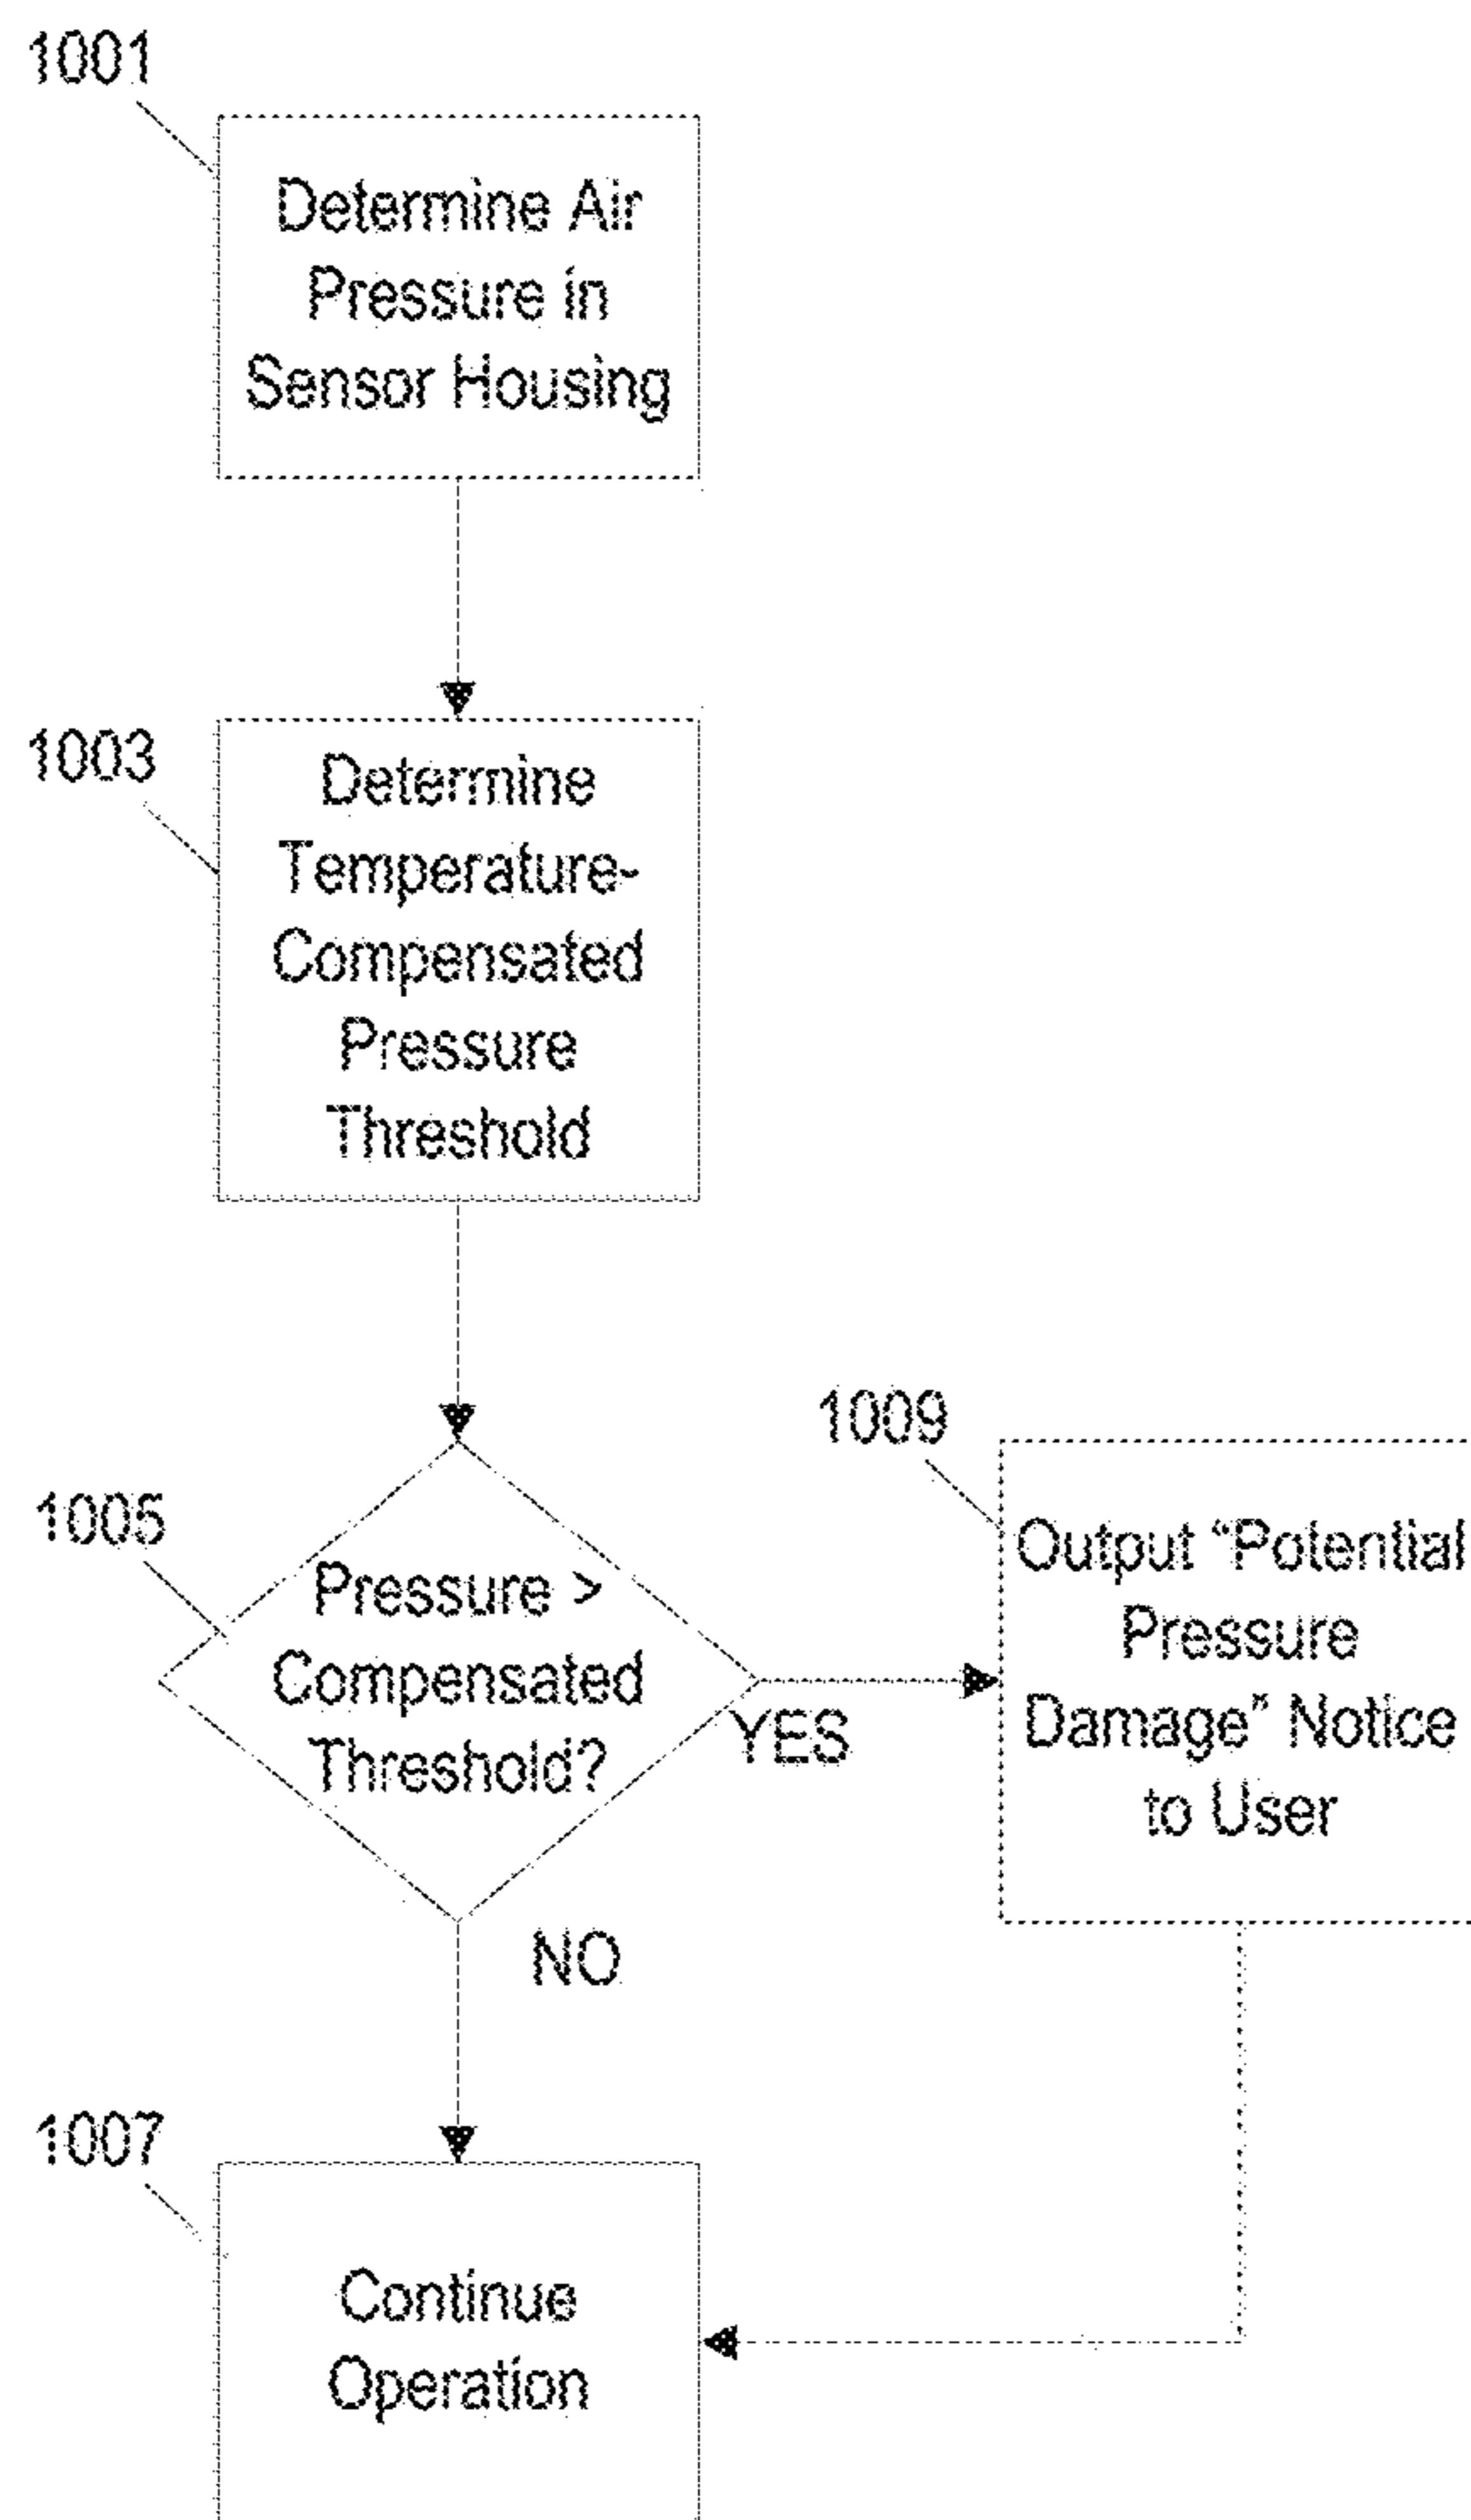 1001
Determine Air
Pressure in
Sensor Housing
1003
Determine
Temperature-
Compensated
Pressure
Threshold
1005
Pressure >
Compensated
Threshold?
YES
1009
Output “Potential
Pressure
Damage” Notice
to User
NO
1007
Continue
Operation